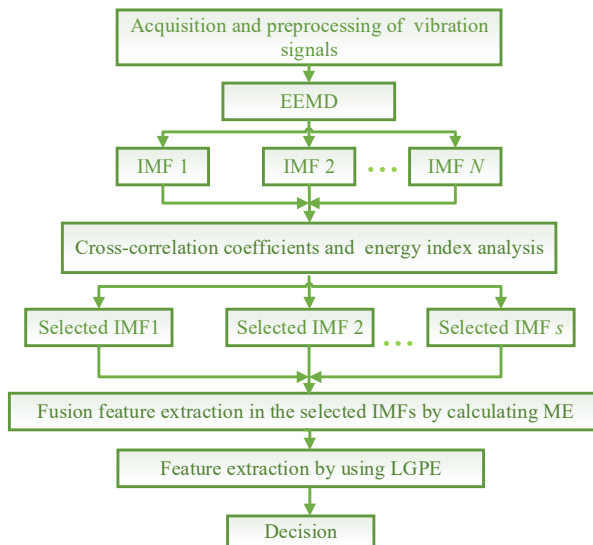 Acquisition and preprocessing of vibration
signals
EEMD
IMF 1
IMF 2
...
IMF N
Cross-correlation coefficients and energy index analysis
Selected IMF1
Selected IMF 2
...
Selected IMF s
Fusion feature extraction in the selected IMFs by calculating ME
Feature extraction by using LGPE
Decision